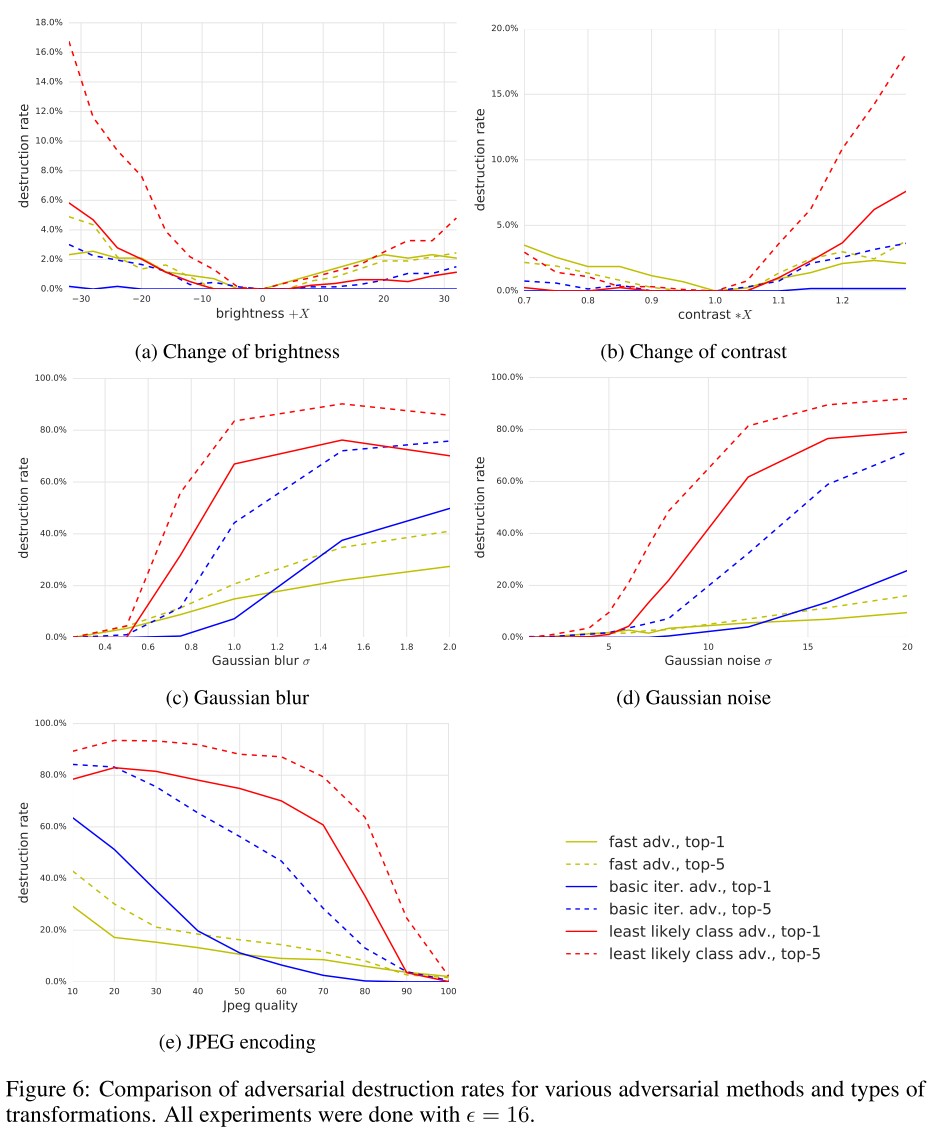 18.0%
16.0%
14.0%
12.0%
10.0%
8.0%
6.0%
4.0%
2.0%
0.0%
destruction rate
−30 −20 −10 0 10 20 30
brightness +X
(a) Change of brightness
20.0%
15.0%
10.0%
5.0%
0.0%
destruction rate
0.7 0.8 0.9 1.0 1.1 1.2
contrast ∗X
(b) Change of contrast
100.0%
80.0%
60.0%
40.0%
20.0%
0.0%
destruction rate
0.4 0.6 0.8 1.0 1.2 1.4 1.6 1.8 2.0
Gaussian blur σ
(c) Gaussian blur
100.0%
80.0%
60.0%
40.0%
20.0%
0.0%
destruction rate
5 10 15 20
Gaussian noise σ
(d) Gaussian noise
100.0%
80.0%
60.0%
40.0%
20.0%
0.0%
destruction rate
10 20 30 40 50 60 70 80 90 100
Jpeg quality
(e) JPEG encoding
fast adv., top-1
fast adv., top-5
basic iter. adv., top-1
basic iter. adv., top-5
least likely class adv., top-1
least likely class adv., top-5
Figure 6: Comparison of adversarial destruction rates for various adversarial methods and types of
transformations. All experiments were done with ϵ = 16.